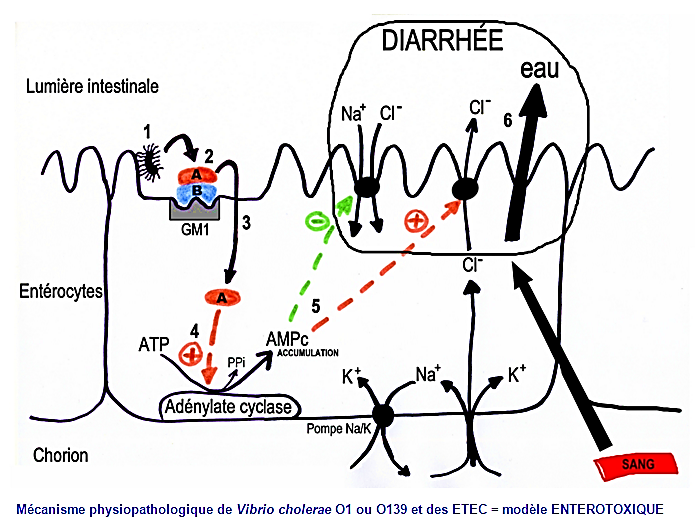 DIARRHÉE
eau
Lumière intestinale
Na+ Cl- Cl- 6
1
2
A
B
GM1
3
Cl-
Entérocytes
A
5
4
ATP
+
PPi
AMPc
ACCUMULATION
-
+
K+ Na+ K+
Adénylate cyclase
Pompe Na/K
Chorion
SANG
Mécanisme physiopathologique de Vibrio cholerae O1 ou O139 et des ETEC = modèle ENTEROTOXIQUE